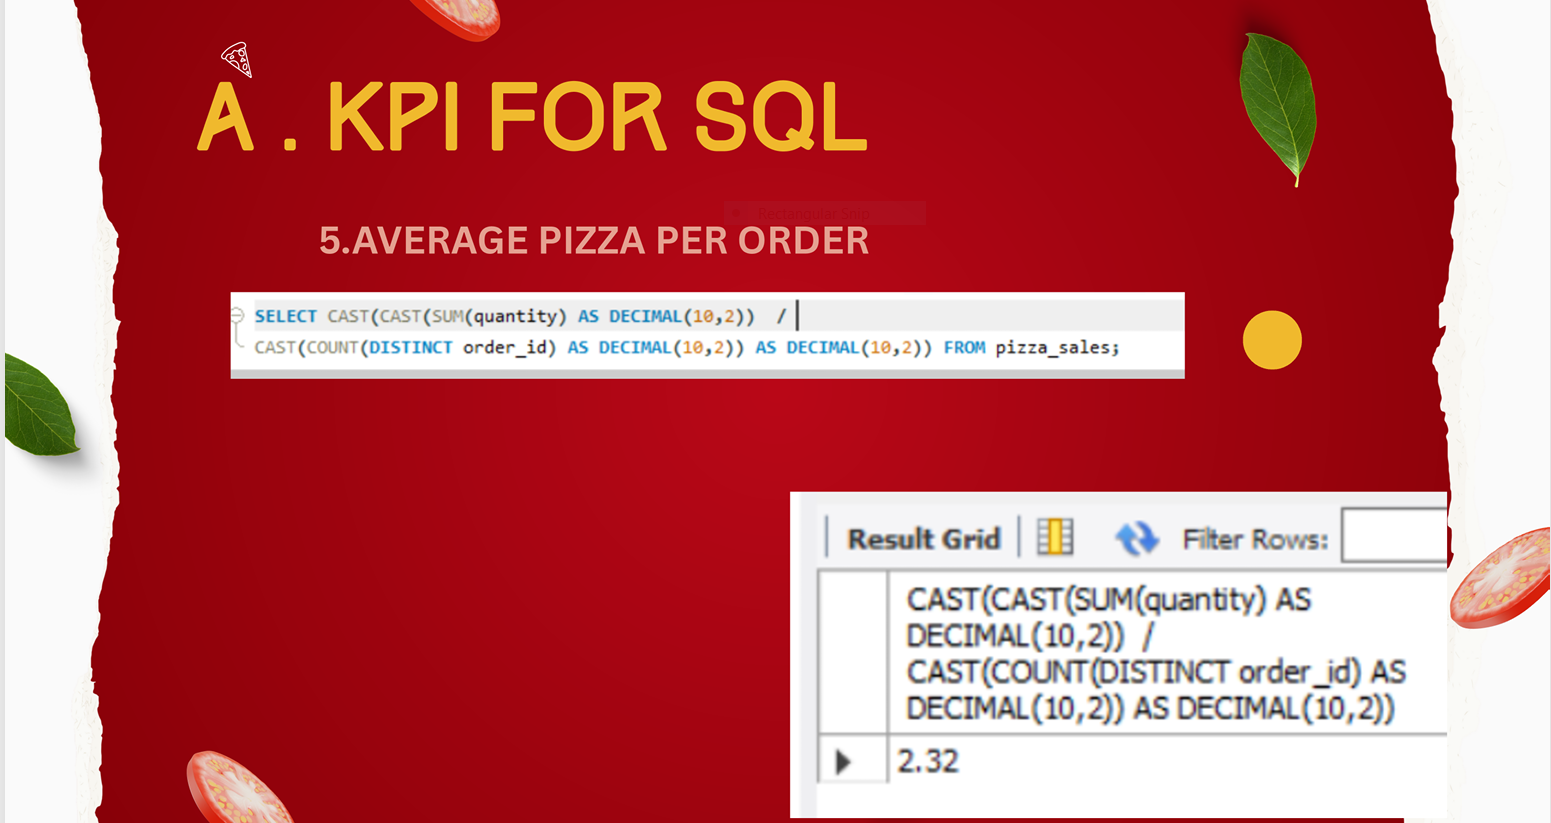 A . KPI FOR SQL
Rectangular Snip
5.AVERAGE PIZZA PER ORDER
SELECT CAST(CAST(SUM(quantity) AS DECIMAL(10,2))  /
CAST(COUNT(DISTINCT order_id) AS DECIMAL(10,2)) AS DECIMAL(10,2)) FROM pizza_sales;
Result Grid Filter Rows:
CAST(CAST(SUM(quantity) AS
DECIMAL(10,2))  /
CAST(COUNT(DISTINCT order_id) AS
DECIMAL(10,2)) AS DECIMAL(10,2))
2.32